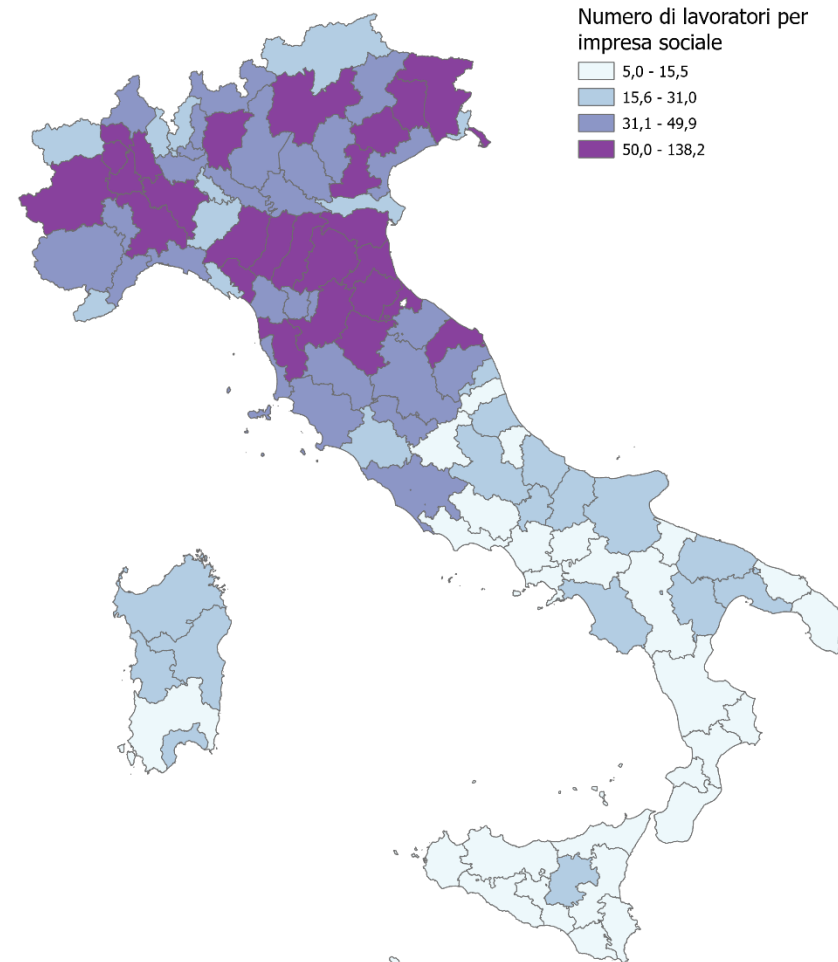 Numero di lavoratori per
impresa sociale
5,0 - 15,5
15,6 - 31,0
31,1 - 49,9
50,0 - 138,2